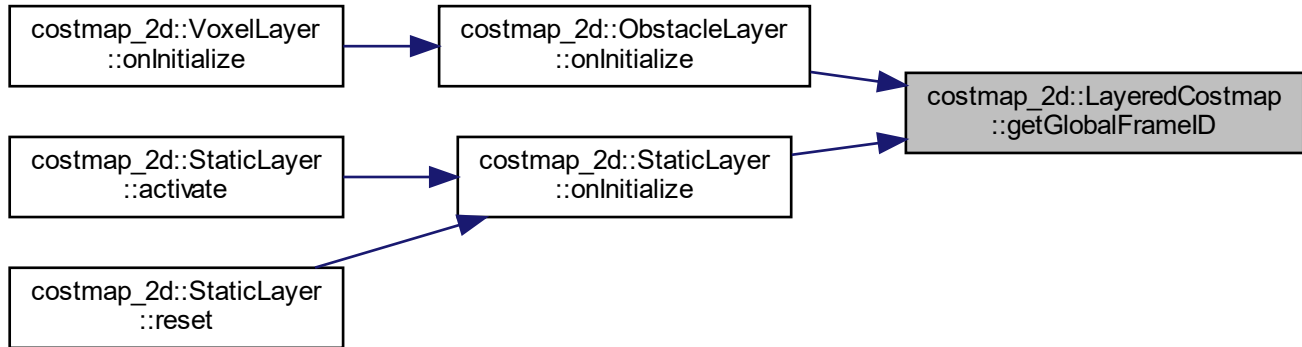 costmap_2d::VoxelLayer
::onInitialize
costmap_2d::ObstacleLayer
::onInitialize
costmap_2d::LayeredCostmap
::getGlobalFrameID
costmap_2d::StaticLayer
::activate
costmap_2d::StaticLayer
::onInitialize
costmap_2d::StaticLayer
::reset